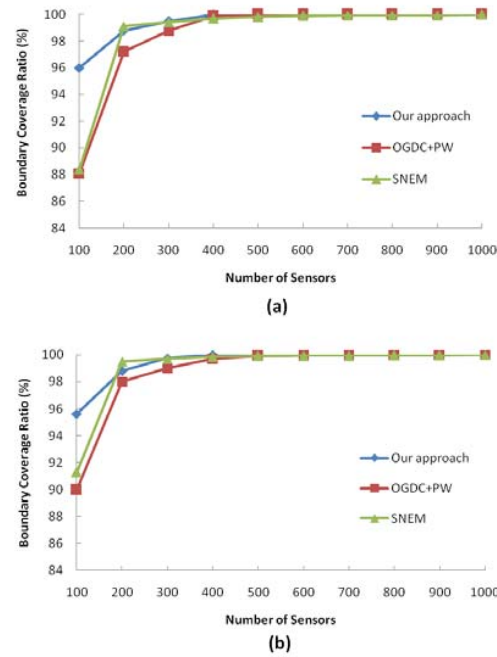 100
98
96
94
92
90
88
86
84
Boundary Coverage Ratio (%)
Our approach
OGDC+PW
SNEM
100 200 300 400 500 600 700 800 900 1000
Number of Sensors
(a)
100
98
96
94
92
90
88
86
84
Boundary Coverage Ratio (%)
Our approach
OGDC+PW
SNEM
100 200 300 400 500 600 700 800 900 1000
Number of Sensors
(b)